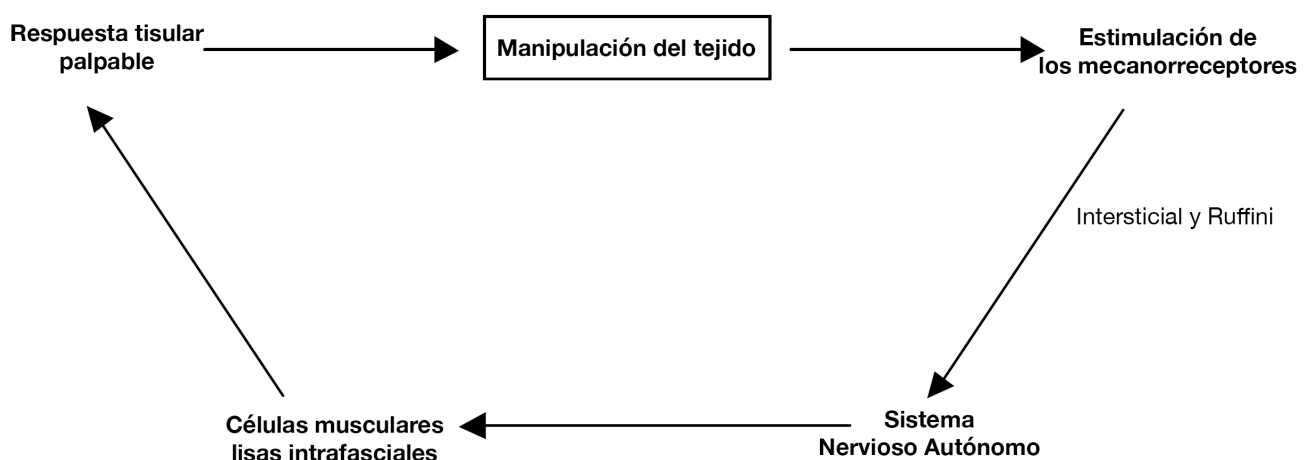 Respuesta tisular
palpable
Manipulación del tejido
Estimulación de
los mecanorreceptores
Intersticial y Ruffini
Sistema
Nervioso Autónomo
Células musculares
lisas intrafasciales